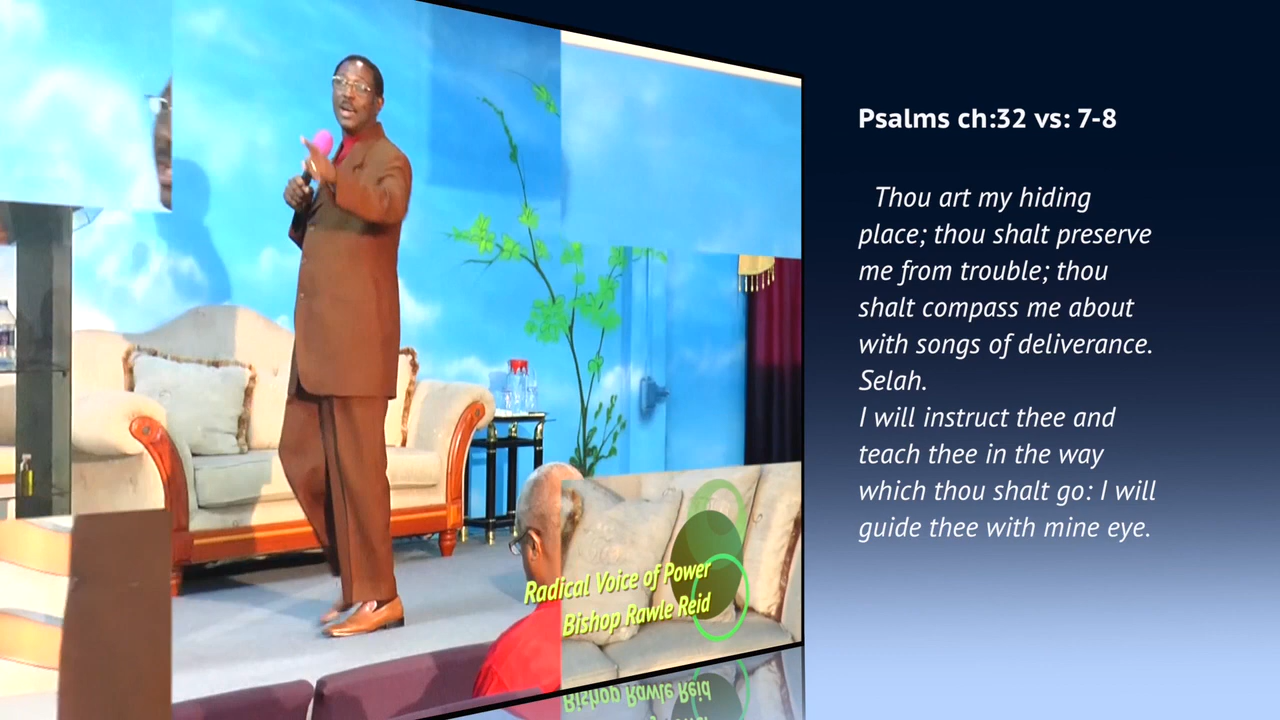 Psalms ch:32 vs: 7-8
Thou art my hiding
place; thou shalt preserve
me from trouble; thou
shalt compass me about
with songs of deliverance.
Selah.
I will instruct thee and
teach thee in the way
which thou shalt go: I will
guide thee with mine eye.
Radical Voice of Power
Bishop Rawle Reid